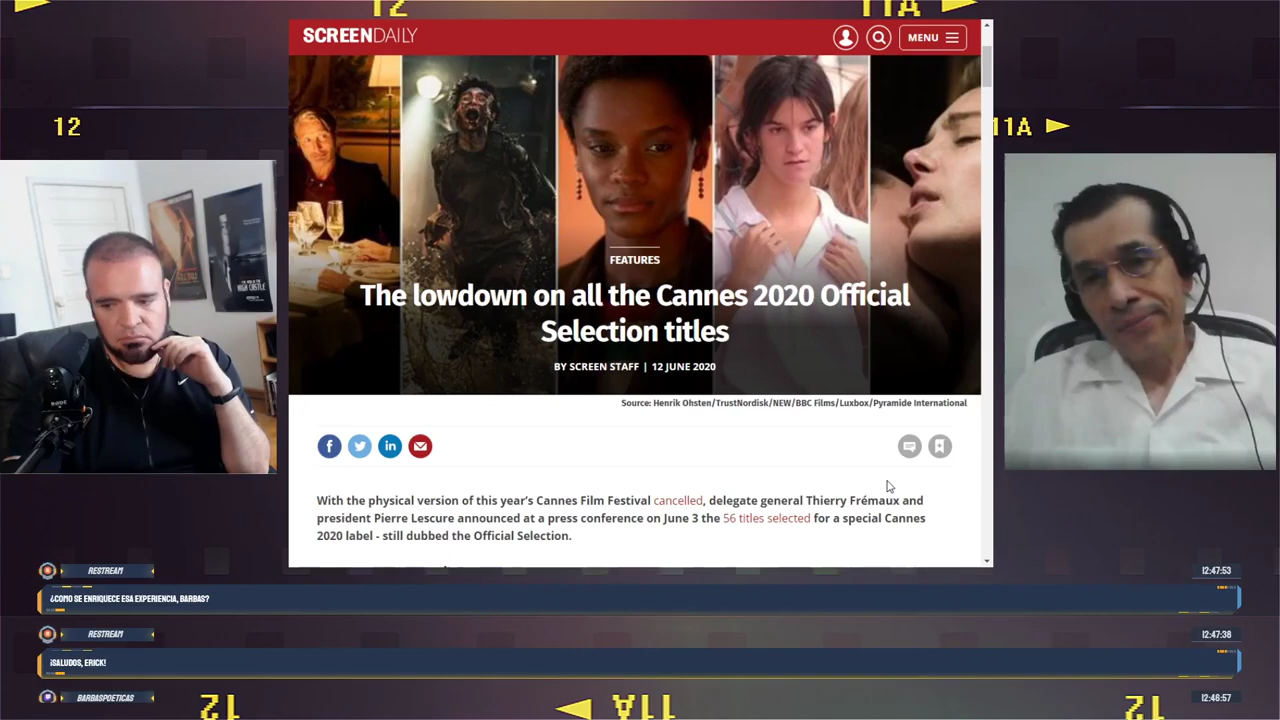 12
11A
SCREENDAILY
MENU
12
11A
FEATURES
The lowdown on all the Cannes 2020 Official
Selection titles
BY SCREEN STAFF | 12 JUNE 2020
Source: Henrik Ohsten/TrustNordisk/NEW/BBC Films/Luxbox/Pyramide International
RODE
With the physical version of this year's Cannes Film Festival cancelled, delegate general Thierry Frémaux and
president Pierre Lescure announced at a press conference on June 3 the 56 titles selected for a special Cannes
2020 label - still dubbed the Official Selection.
RESTREAM
12:47:53
¿COMO SE ENRIQUECE ESA EXPERIENCIA, BARBAS?
RESTREAM
12:47:38
¡SALUDOS, ERICK!
BARBASPOETICAS
12:46:57
12
11A
12